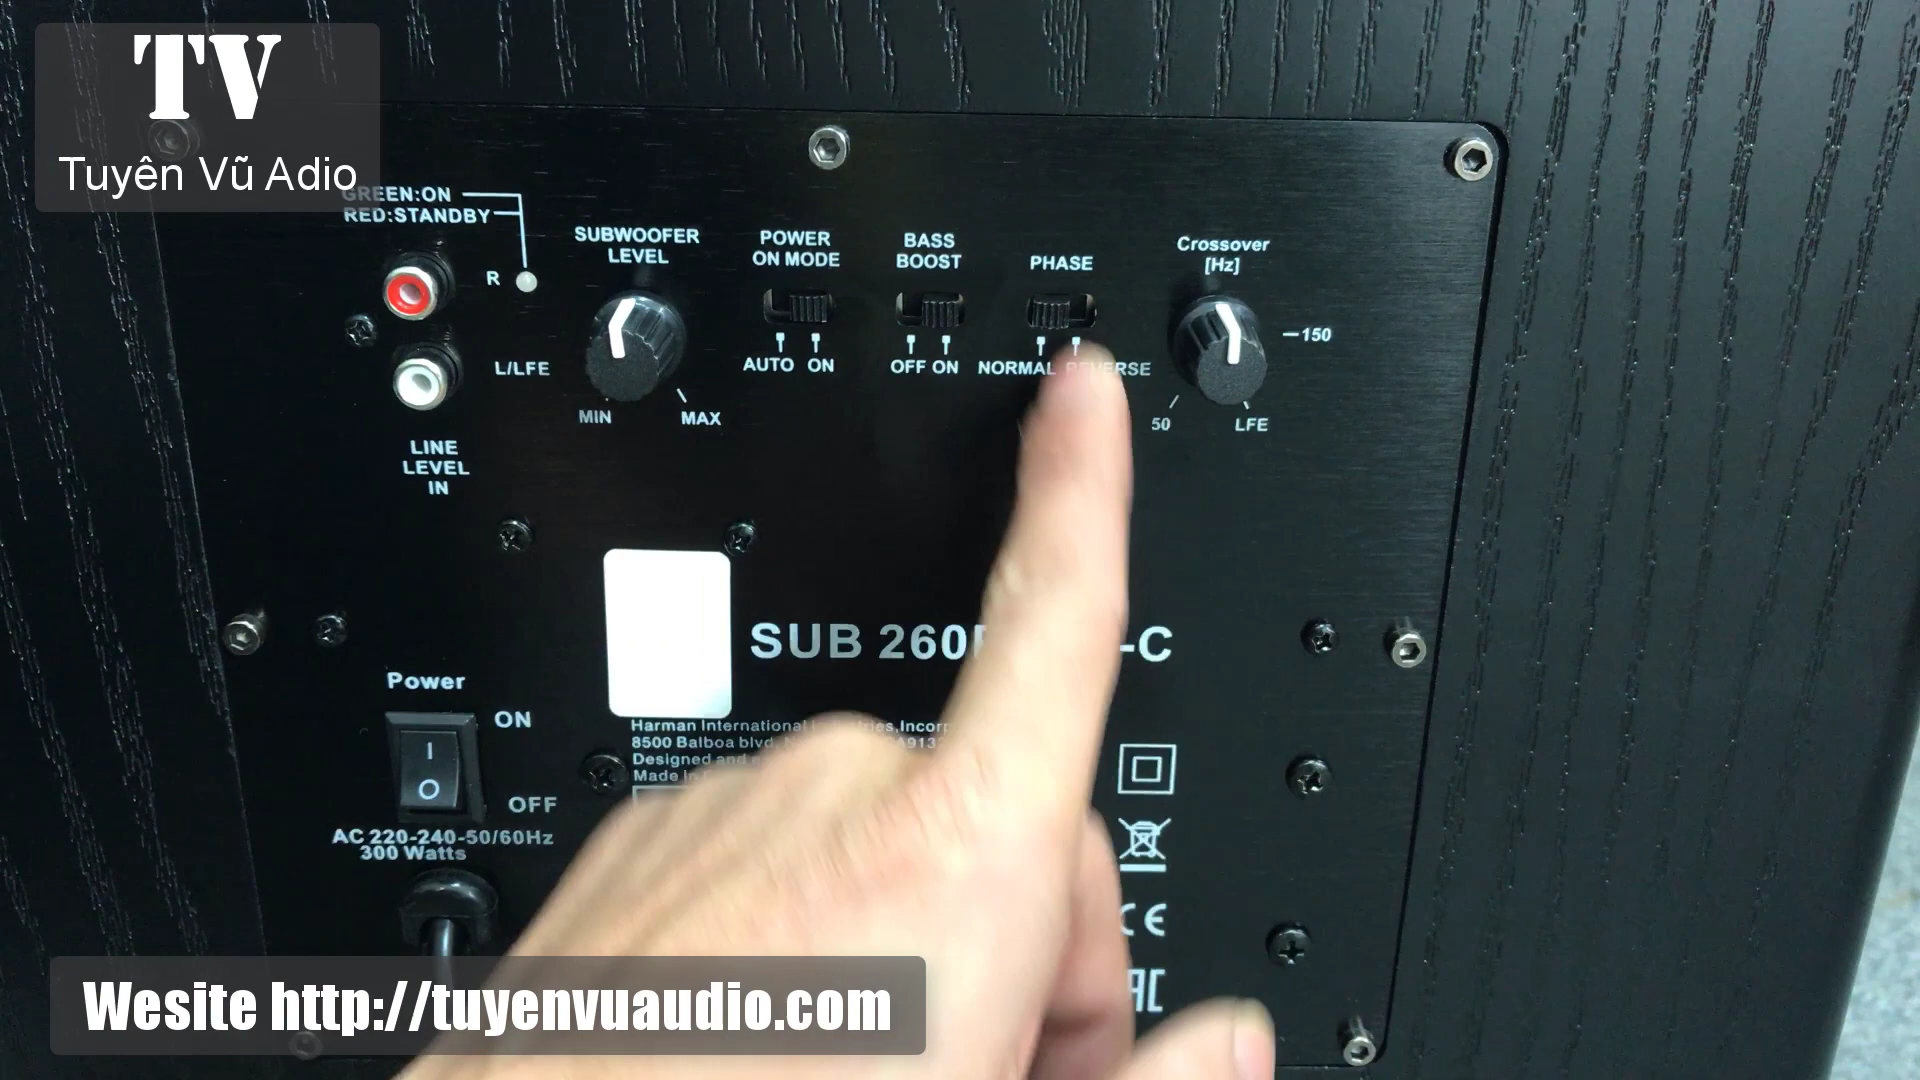 TV
Tuyên Vũ Adio
GREEN:ON
RED:STANDBY
R
L/LFE
LINE
LEVEL
IN
SUBWOOFER
LEVEL
MIN
MAX
POWER
ON MODE
AUTO ON
BASS
BOOST
OFF ON
PHASE
NORMAL REVERSE
Crossover
[Hz]
150
50
LFE
SUB 260 -C
Power
ON
I
O
OFF
AC 220-240-50/60Hz
300 Watts
Harman International
8500 Balboa blvd
Designed and
Made in
CE
Wesite http://tuyenvuaudio.com